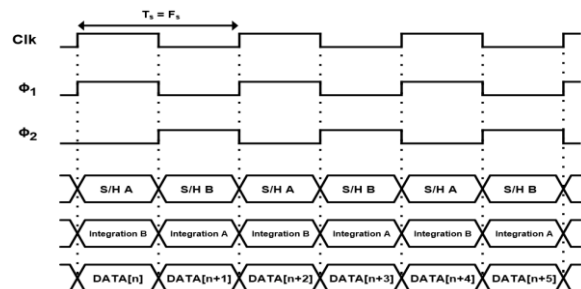 Tₛ = Fₛ
Clk
Φ₁
Φ₂
S/H A S/H B S/H A S/H B S/H A S/H B
Integration B Integration A Integration B Integration A Integration B Integration A
DATA[n] DATA[n+1] DATA[n+2] DATA[n+3] DATA[n+4] DATA[n+5]